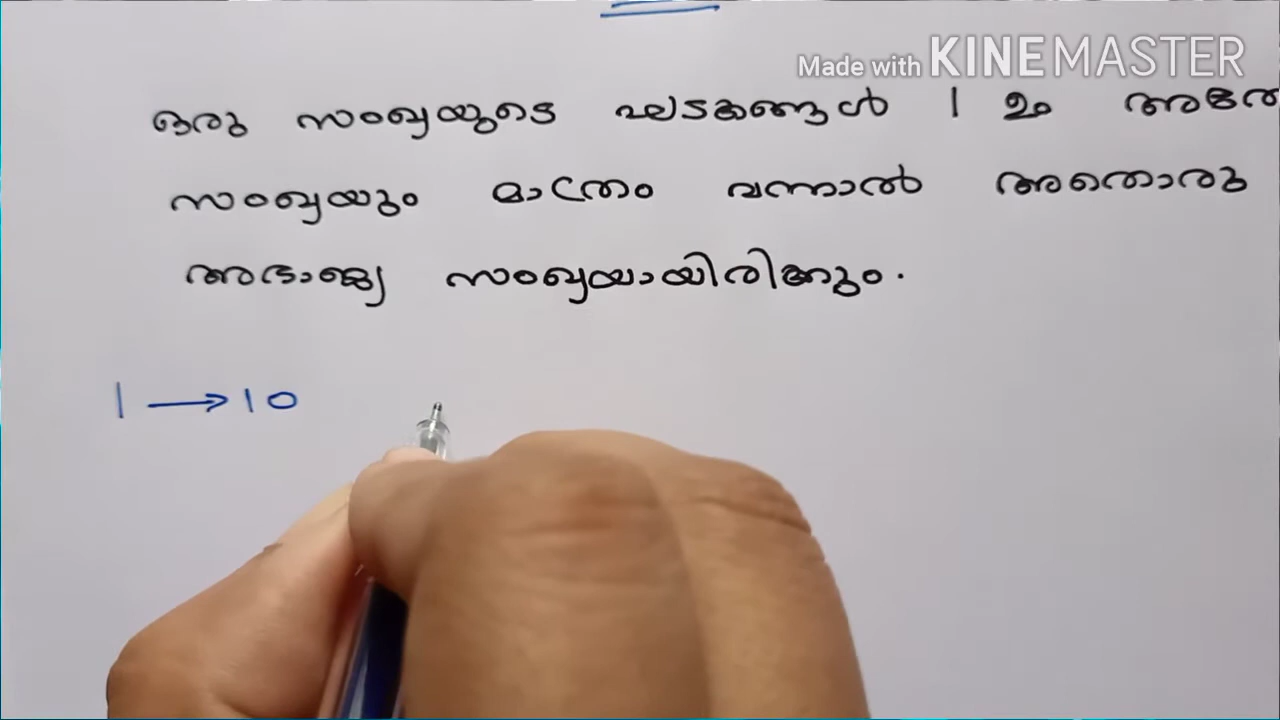 Made with KINEMASTER
ഒരു സംഖ്യയുടെ ഘടകങ്ങൾ 1 ഉം അതേ
സംഖ്യയും മാത്രം വന്നാൽ അതൊരു
അഭാജ്യ സംഖ്യയായിരിക്കും.
1 → 10